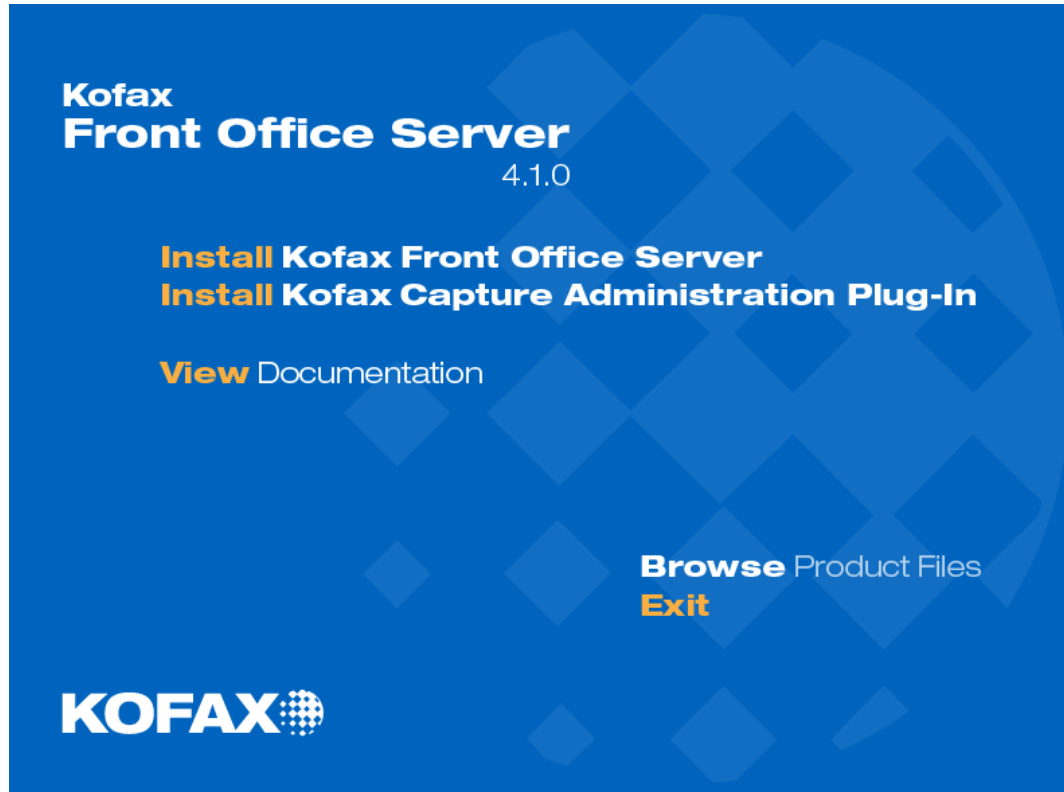 Kofax
Front Office Server
4.1.0
Install Kofax Front Office Server
Install Kofax Capture Administration Plug-In
View Documentation
Browse Product Files
Exit
KOFAX